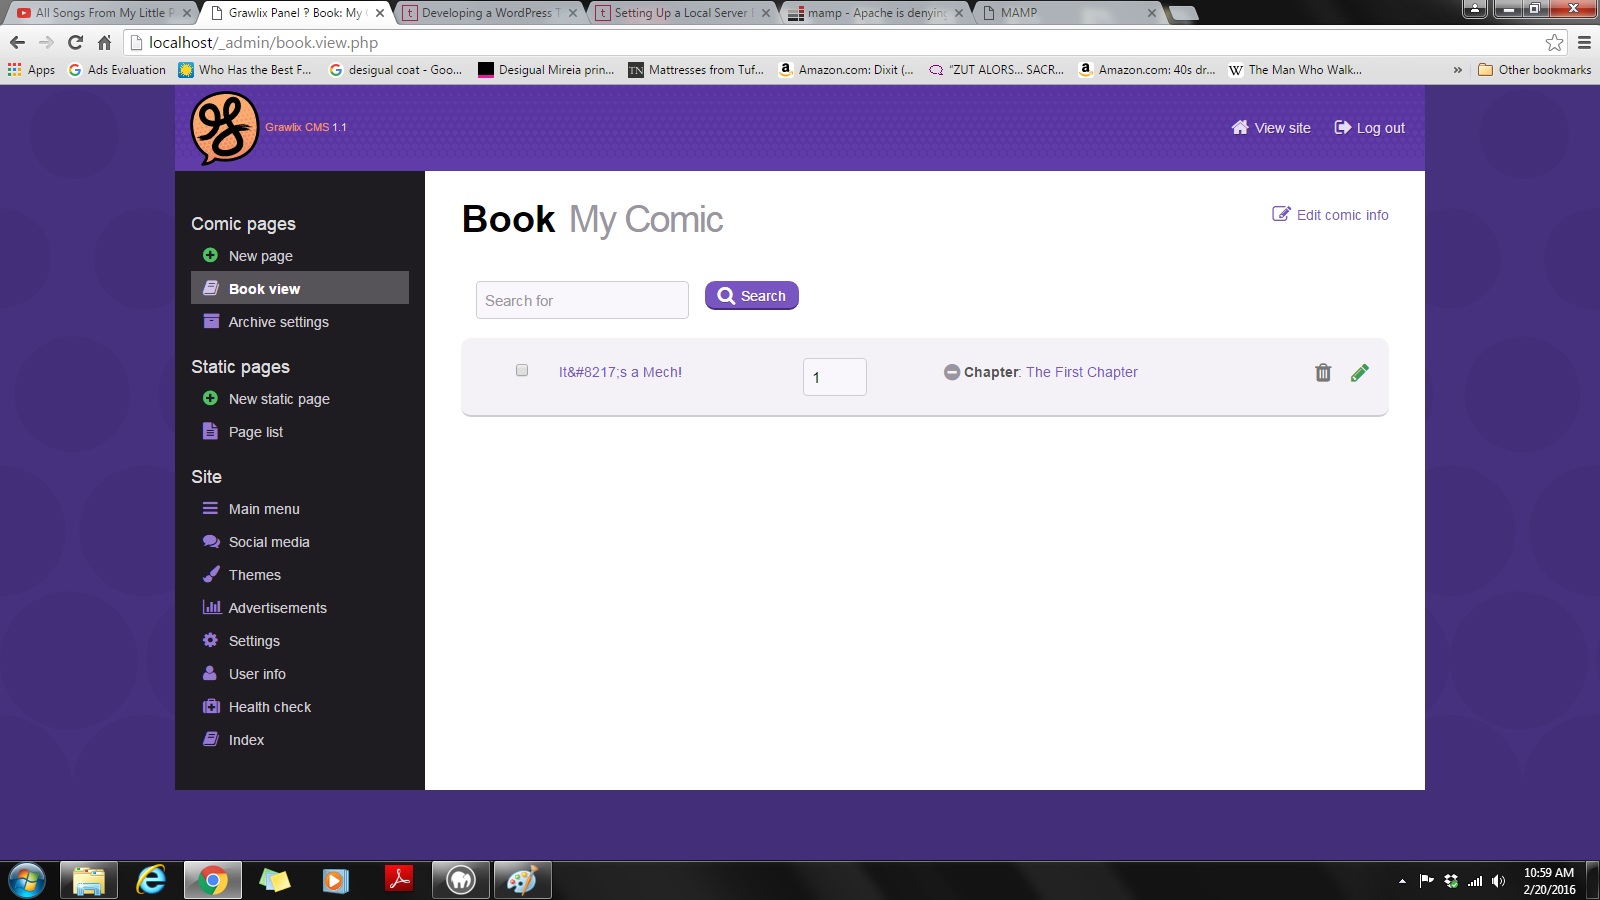 All Songs From My Little P
Grawlix Panel ? Book: My C
Developing a WordPress T
Setting Up a Local Server E
mamp - Apache is denying
MAMP
localhost/_admin/book.view.php
Apps
Ads Evaluation
Who Has the Best F...
desigual coat - Goo...
Desigual Mireia prin...
TN
Mattresses from Tuf...
Amazon.com: Dixit (...
"ZUT ALORS... SACR...
Amazon.com: 40s dr...
W
The Man Who Walk...
»
Other bookmarks
Grawlix CMS 1.1
View site
Log out
Comic pages
New page
Book view
Archive settings
Static pages
New static page
Page list
Site
Main menu
Social media
Themes
Advertisements
Settings
User info
Health check
Index
Book My Comic
Edit comic info
Search for
Search
It&#8217;s a Mech!
1
Chapter: The First Chapter
10:59 AM
2/20/2016